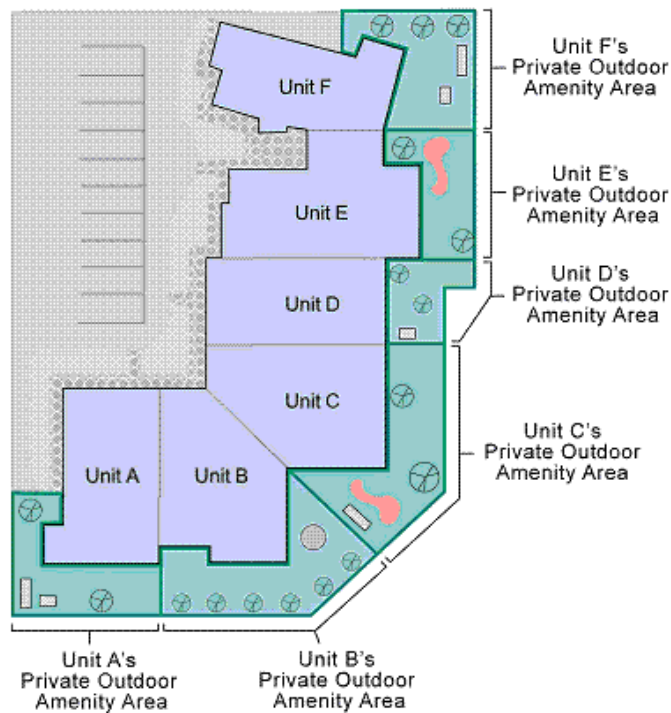 Unit F
Unit E
Unit D
Unit C
Unit A
Unit B
Unit F's
Private Outdoor
Amenity Area
Unit E's
Private Outdoor
Amenity Area
Unit D's
Private Outdoor
Amenity Area
Unit C's
Private Outdoor
Amenity Area
Unit A's
Private Outdoor
Amenity Area
Unit B's
Private Outdoor
Amenity Area